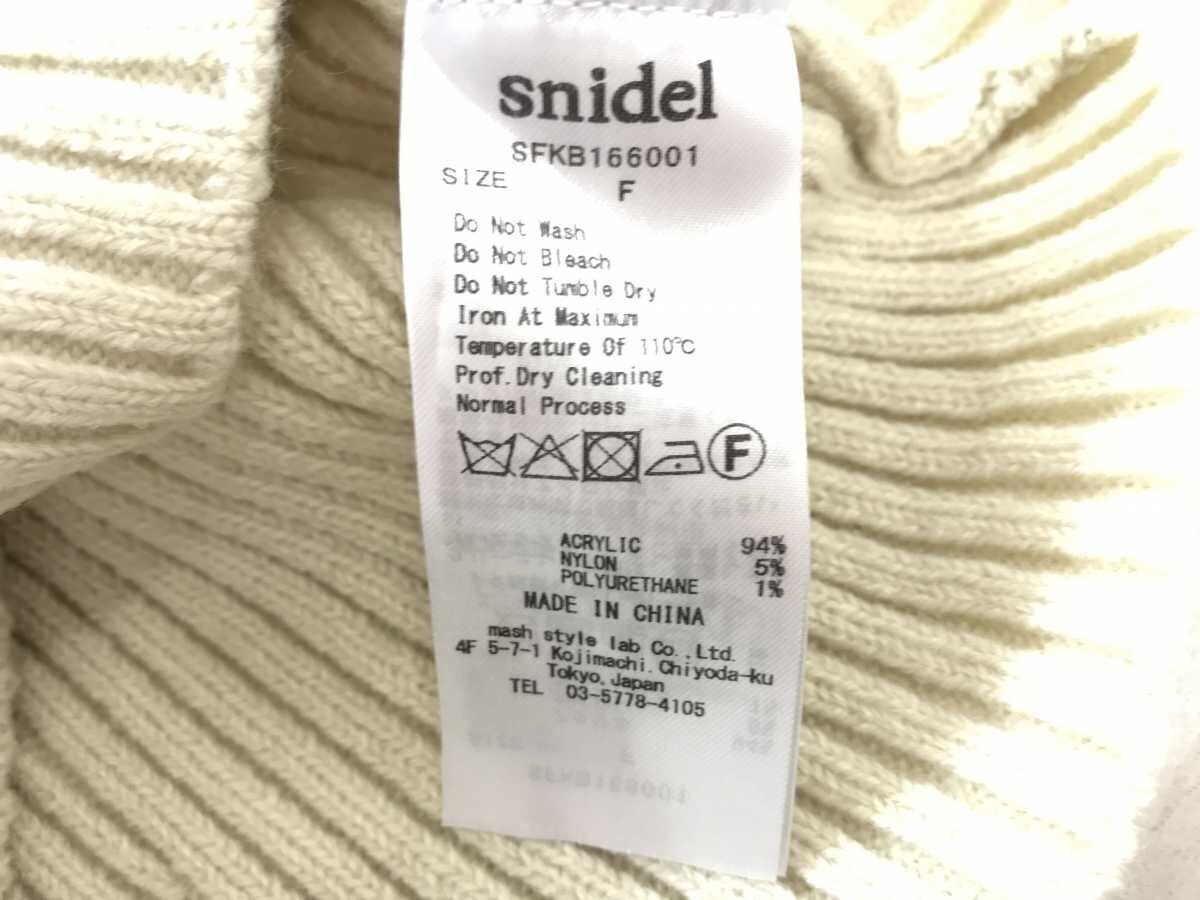 snidel
SFKB166001
SIZE F
Do Not Wash
Do Not Bleach
Do Not Tumble Dry
Iron At Maximum
Temperature Of 110℃
Prof.Dry Cleaning
Normal Process
F
ACRYLIC 94%
NYLON 5%
POLYURETHANE 1%
MADE IN CHINA
mash style lab Co.,Ltd.
4F 5-7-1 Kojimachi.Chiyoda-ku
Tokyo,Japan
TEL 03-5778-4105